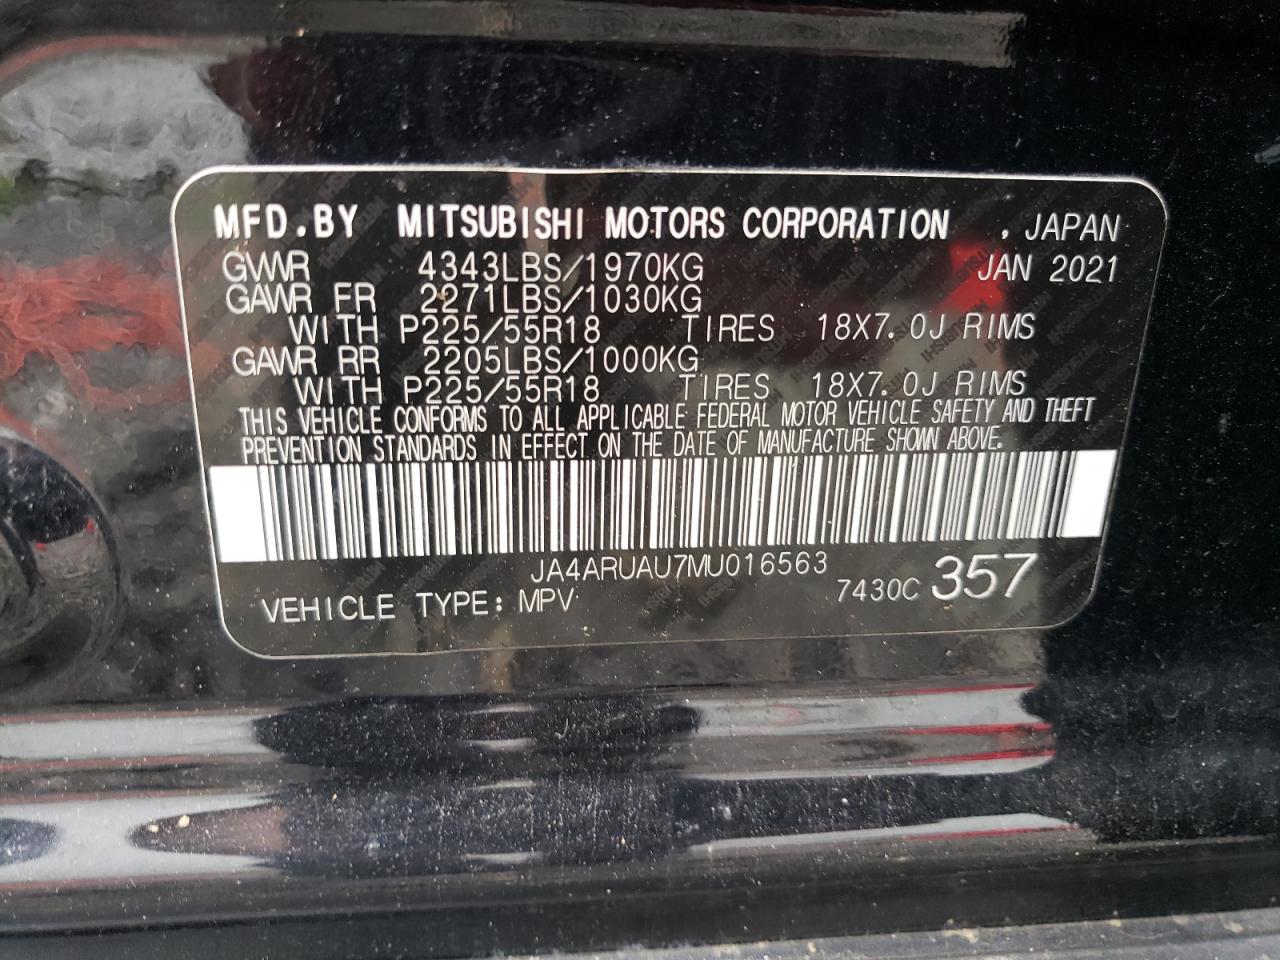 MFD.BY MITSUBISHI MOTORS CORPORATION , JAPAN
GVWR 4343LBS/1970KG JAN 2021
GAWR FR 2271LBS/1030KG
WITH P225/55R18 TIRES 18X7.0J RIMS
GAWR RR 2205LBS/1000KG
WITH P225/55R18 TIRES 18X7.0J RIMS
THIS VEHICLE CONFORMS TO ALL APPLICABLE FEDERAL MOTOR VEHICLE SAFETY AND THEFT
PREVENTION STANDARDS IN EFFECT ON THE DATE OF MANUFACTURE SHOWN ABOVE.
JA4ARUAU7MU016563
VEHICLE TYPE: MPV 7430C 357